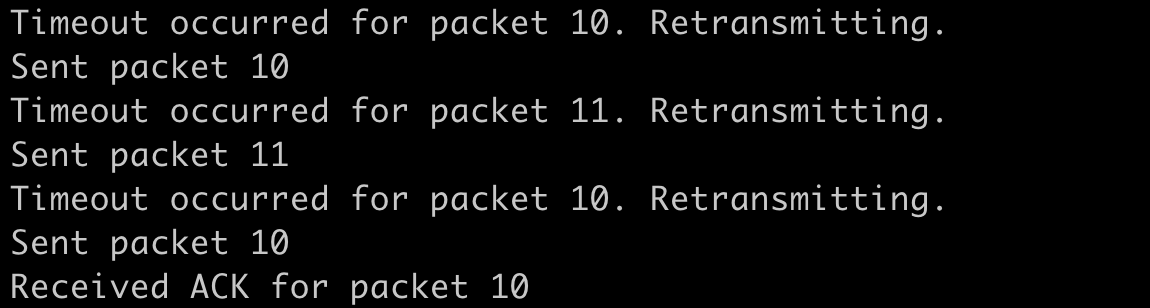 Timeout occurred for packet 10. Retransmitting.
Sent packet 10
Timeout occurred for packet 11. Retransmitting.
Sent packet 11
Timeout occurred for packet 10. Retransmitting.
Sent packet 10
Received ACK for packet 10